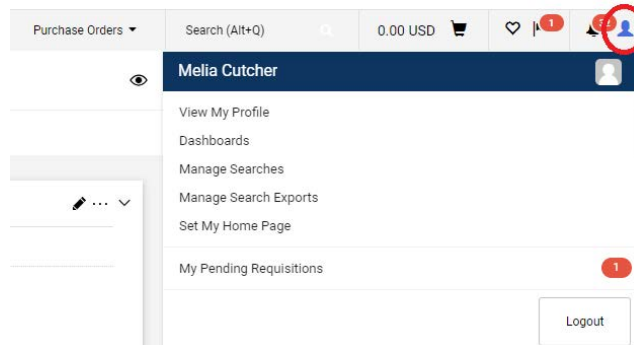 Purchase Orders Search (Alt+Q) 0.00 USD 1 32
Melia Cutcher
View My Profile
Dashboards
Manage Searches
Manage Search Exports
Set My Home Page
My Pending Requisitions 1
Logout